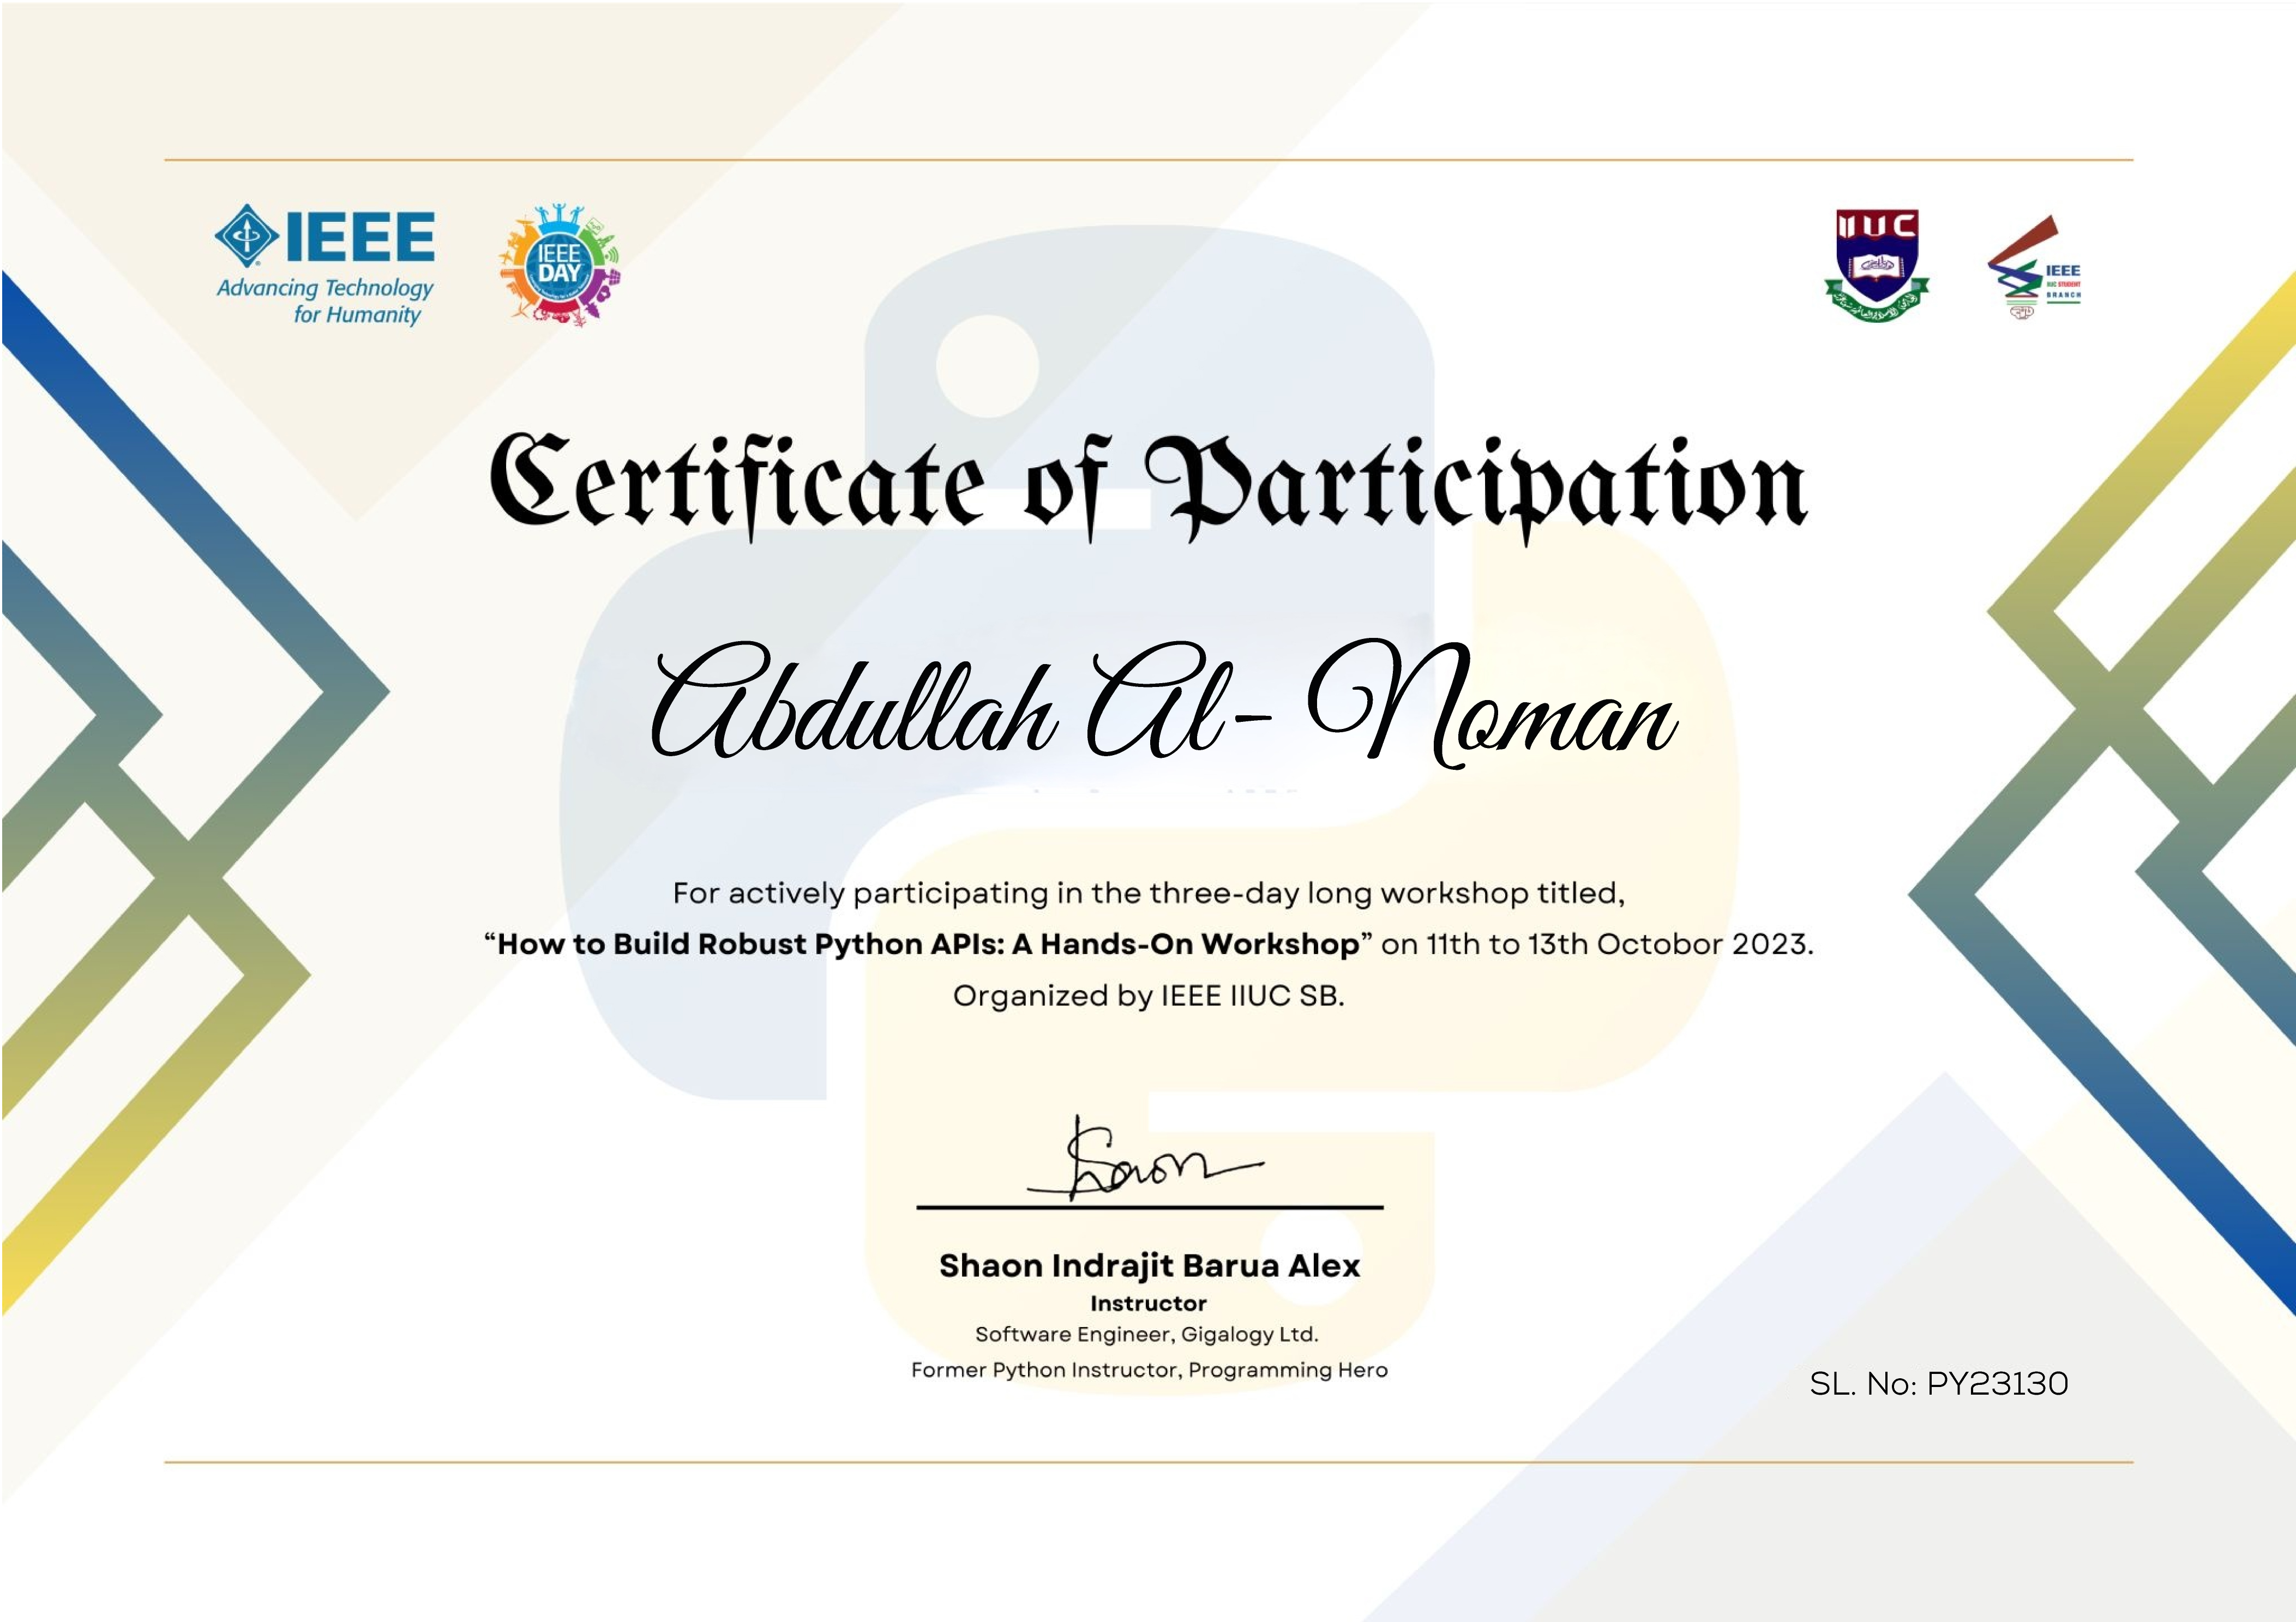 IEEE
Advancing Technology
for Humanity
IEEE
DAY
IIUC
IEEE
IIUC STUDENT
BRANCH
Certificate of Participation
Abdullah Al- Noman
For actively participating in the three-day long workshop titled,
“How to Build Robust Python APIs: A Hands-On Workshop” on 11th to 13th Octobor 2023.
Organized by IEEE IIUC SB.
Shaon
Shaon Indrajit Barua Alex
Instructor
Software Engineer, Gigalogy Ltd.
Former Python Instructor, Programming Hero
SL. No: PY23130